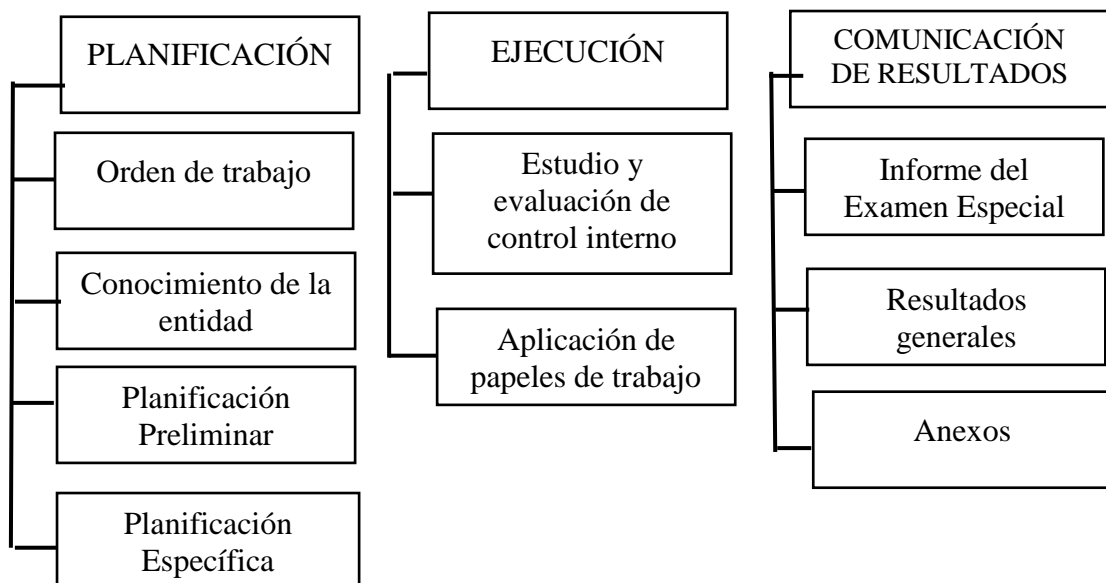 PLANIFICACIÓN
Orden de trabajo
Conocimiento de la
entidad
Planificación
Preliminar
Planificación
Específica
EJECUCIÓN
Estudio y
evaluación de
control interno
Aplicación de
papeles de trabajo
COMUNICACIÓN
DE RESULTADOS
Informe del
Examen Especial
Resultados
generales
Anexos